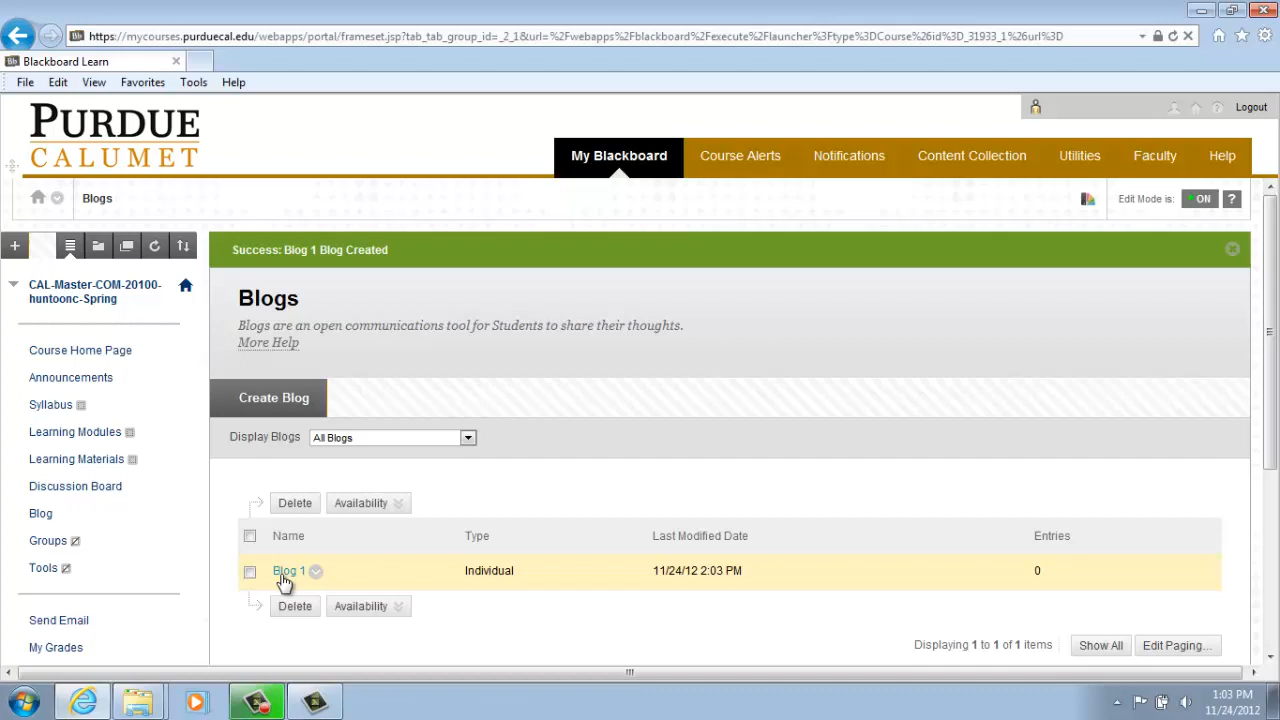 https://mycourses.purduecal.edu/webapps/portal/frameset.jsp?tab_tab_group_id=_2_1&url=%2Fwebapps%2Fblackboard%2Fexecute%2Flauncher%3Ftype%3DCourse%26id%3D_31933_1%26url%3D
Bb Blackboard Learn
File Edit View Favorites Tools Help
PURDUE
CALUMET
Logout
My Blackboard Course Alerts Notifications Content Collection Utilities Faculty Help
Blogs
Edit Mode is: ON ?
Success: Blog 1 Blog Created
CAL-Master-COM-20100-
huntoonc-Spring
Course Home Page
Announcements
Syllabus
Learning Modules
Learning Materials
Discussion Board
Blog
Groups
Tools
Send Email
My Grades
Blogs
Blogs are an open communications tool for Students to share their thoughts.
More Help
Create Blog
Display Blogs All Blogs
Delete Availability
Name Type Last Modified Date Entries
Blog 1 Individual 11/24/12 2:03 PM 0
Delete Availability
Displaying 1 to 1 of 1 items Show All Edit Paging...
1:03 PM
11/24/2012